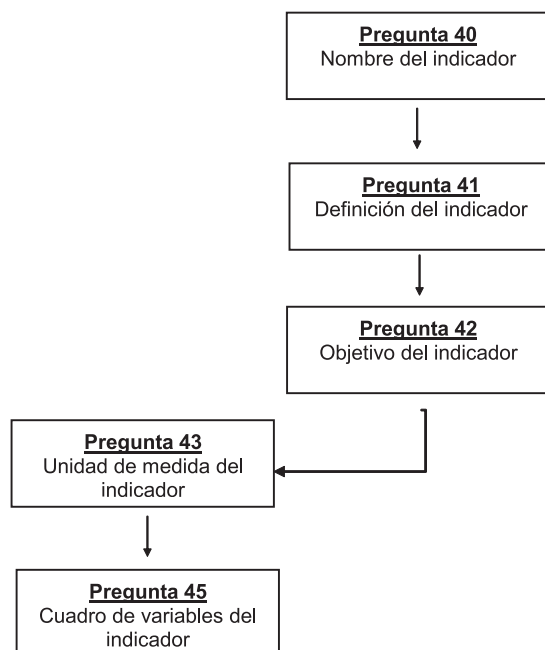 Pregunta 40
Nombre del indicador
Pregunta 41
Definición del indicador
Pregunta 42
Objetivo del indicador
Pregunta 43
Unidad de medida del
indicador
Pregunta 45
Cuadro de variables del
indicador